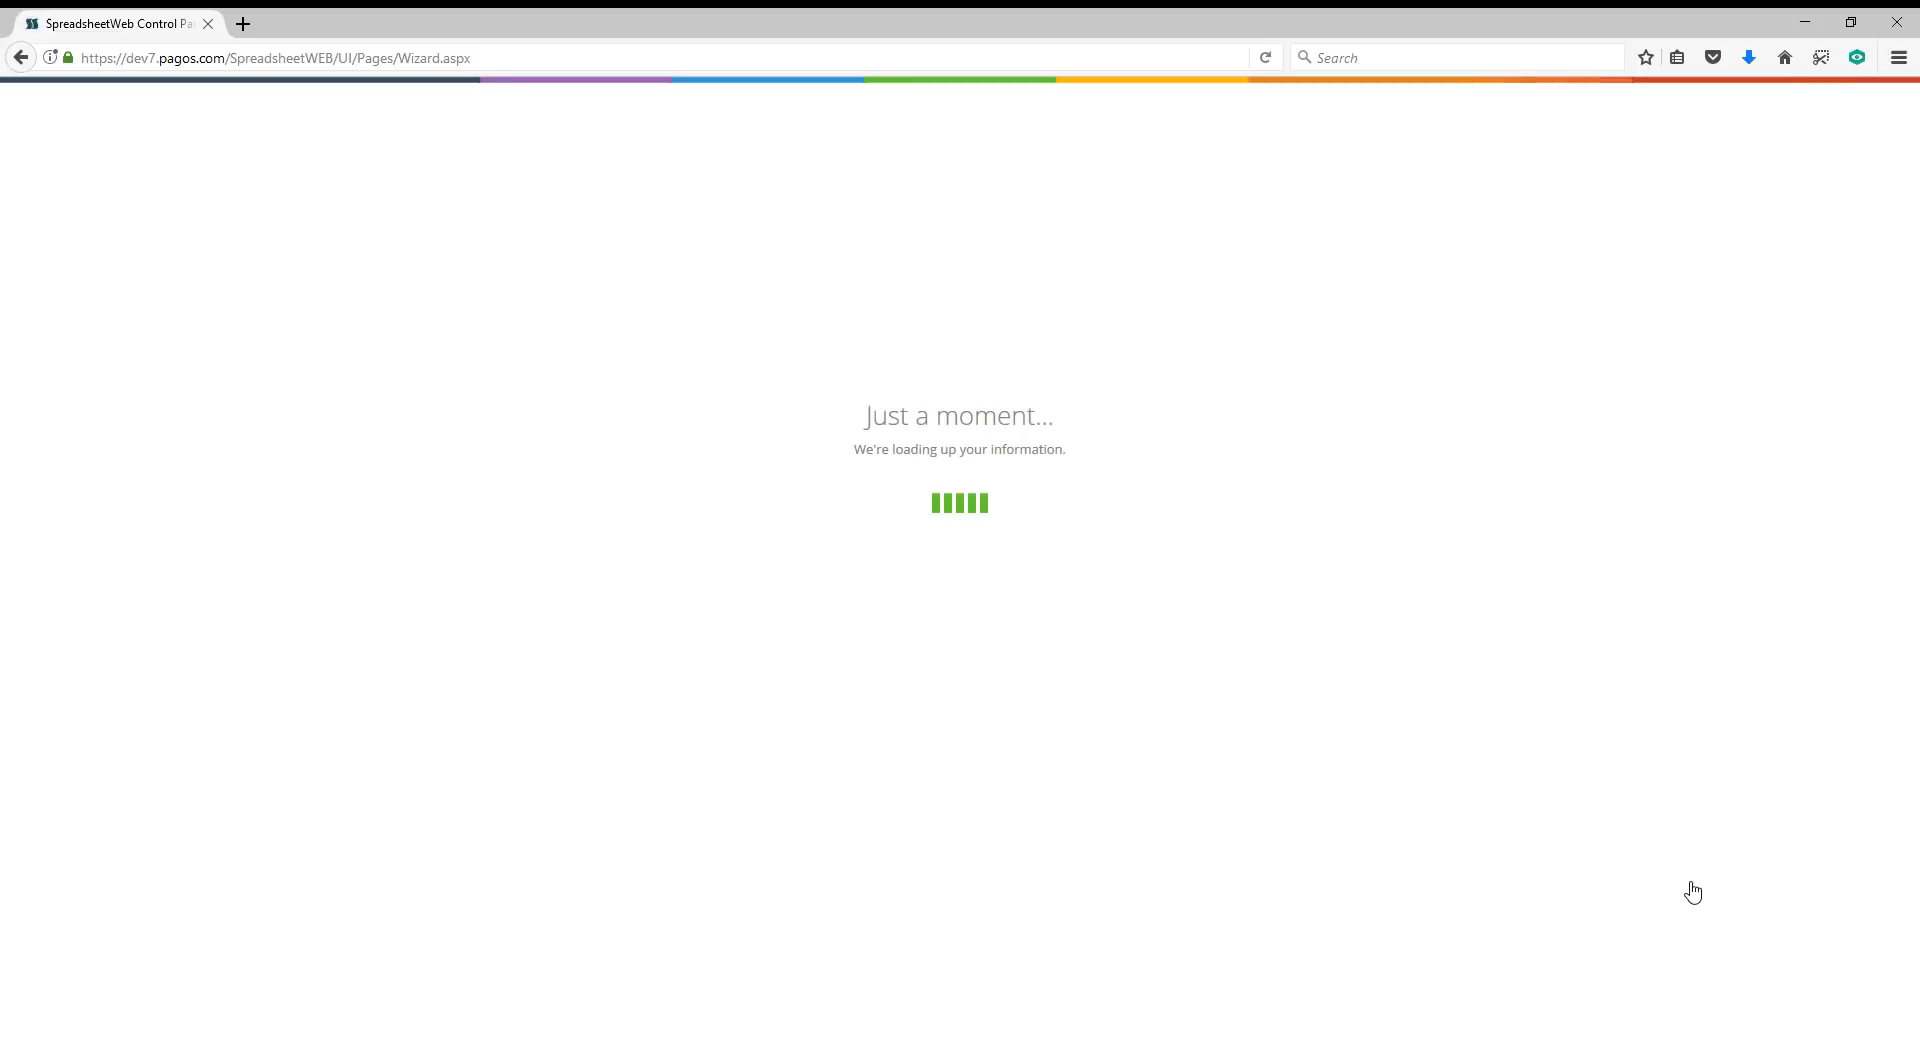 SpreadsheetWeb Control Pa
https://dev7.pagos.com/SpreadsheetWEB/UI/Pages/Wizard.aspx
Search
Just a moment...
We're loading up your information.